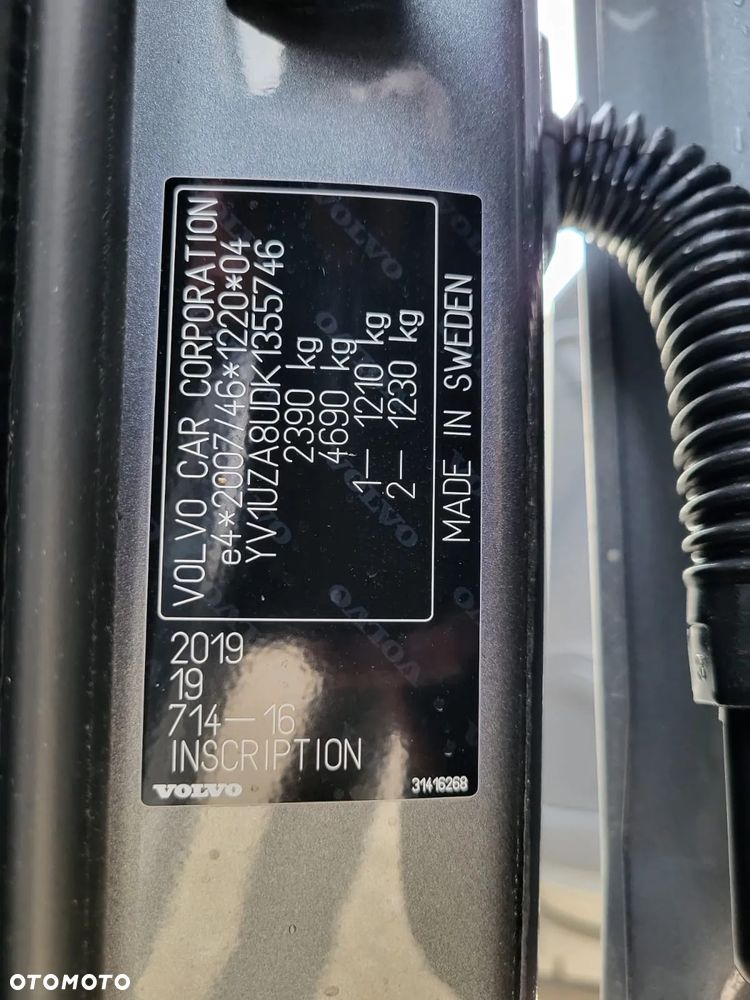 VOLVO CAR CORPORATION
e4*2007/46*1220*04
YV1UZA8UDK1355746
2390 kg
4690 kg
1— 1210 kg
2— 1230 kg
MADE IN SWEDEN
2019
19
714—16
INSCRIPTION
VOLVO
31416268
OTOMOTO